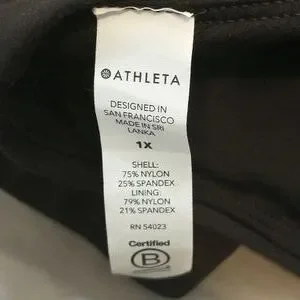 ATHLETA
DESIGNED IN
SAN FRANCISCO
MADE IN SRI
LANKA
1X
SHELL:
75% NYLON
25% SPANDEX
LINING:
79% NYLON
21% SPANDEX
RN 54023
Certified
B